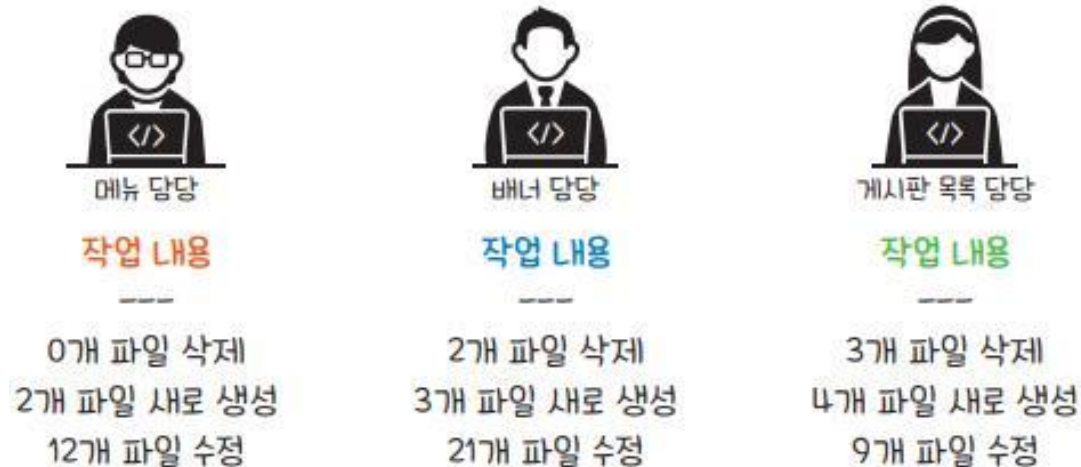 </> </> </>
메뉴 담당 배너 담당 게시판 목록 담당
작업 내용 작업 내용 작업 내용
--- --- ---
0개 파일 삭제 2개 파일 삭제 3개 파일 삭제
2개 파일 새로 생성 3개 파일 새로 생성 4개 파일 새로 생성
12개 파일 수정 21개 파일 수정 9개 파일 수정